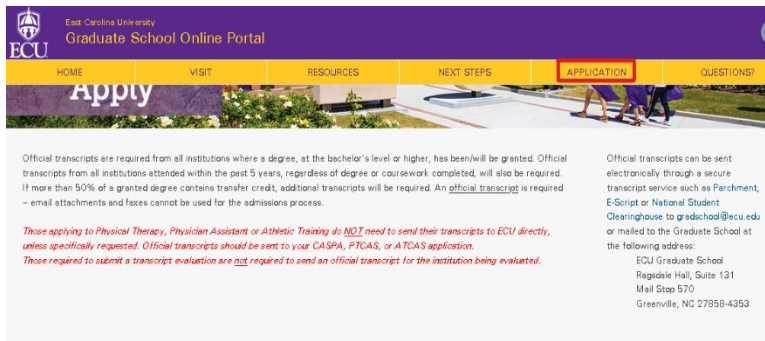 East Carolina University
Graduate School Online Portal
ECU
HOME VISIT RESOURCES NEXT STEPS APPLICATION QUESTIONS?
Apply
Official transcripts are required from all institutions where a degree, at the bachelor's level or higher, has been/will be granted. Official
transcripts from all institutions attended within the past 5 years, regardless of degree or coursework completed, will also be required.
If more than 50% of a granted degree contains transfer credit, additional transcripts will be required. An official transcript is required
– email attachments and faxes cannot be used for the admissions process.
Those applying to Physical Therapy, Physician Assistant or Athletic Training do NOT need to send their transcripts to ECU directly,
unless specifically requested. Official transcripts should be sent to your CASPA, PTCAS, or ATCAS application.
Those required to submit a transcript evaluation are not required to send an official transcript for the institution being evaluated.
Official transcripts can be sent
electronically through a secure
transcript service such as Parchment,
E-Script or National Student
Clearinghouse to gradschool@ecu.edu
or mailed to the Graduate School at
the following address:
ECU Graduate School
Ragsdale Hall, Suite 131
Mail Stop 570
Greenville, NC 27858-4353